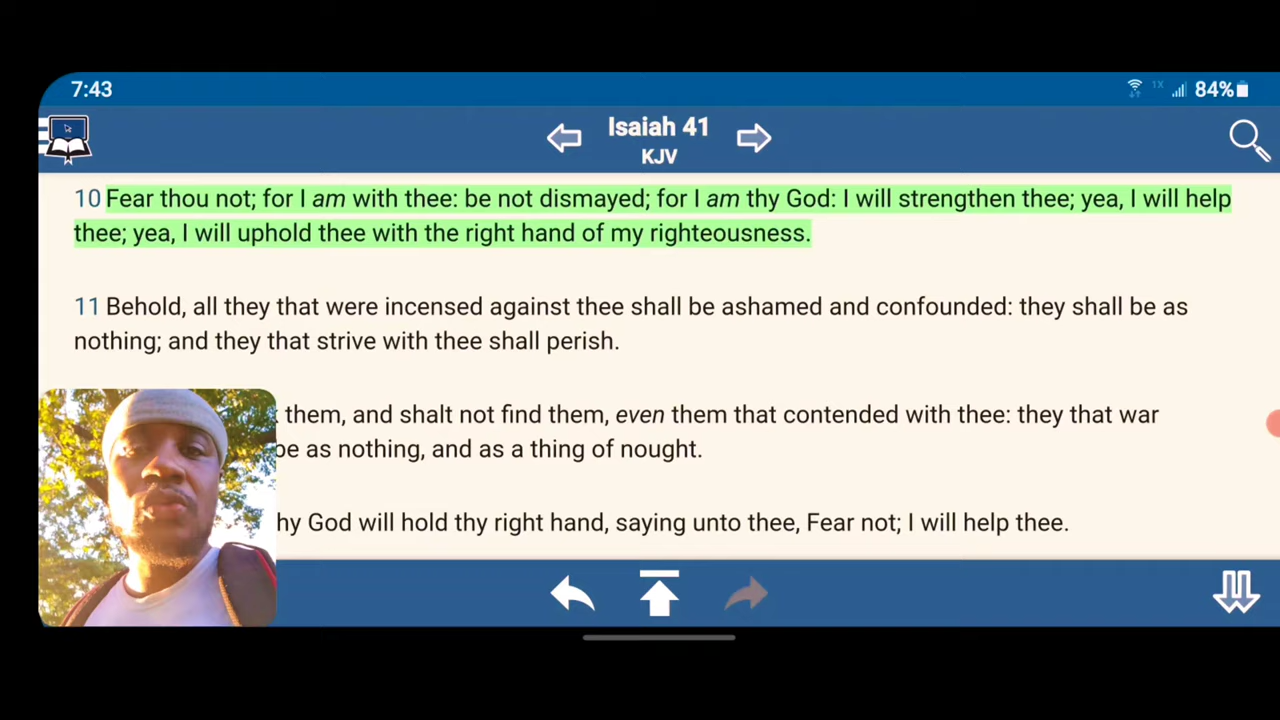 7:43
1X
84%
Isaiah 41
KJV
10 Fear thou not; for I am with thee: be not dismayed; for I am thy God: I will strengthen thee; yea, I will help
thee; yea, I will uphold thee with the right hand of my righteousness.
11 Behold, all they that were incensed against thee shall be ashamed and confounded: they shall be as
nothing; and they that strive with thee shall perish.
them, and shalt not find them, even them that contended with thee: they that war
be as nothing, and as a thing of nought.
hy God will hold thy right hand, saying unto thee, Fear not; I will help thee.